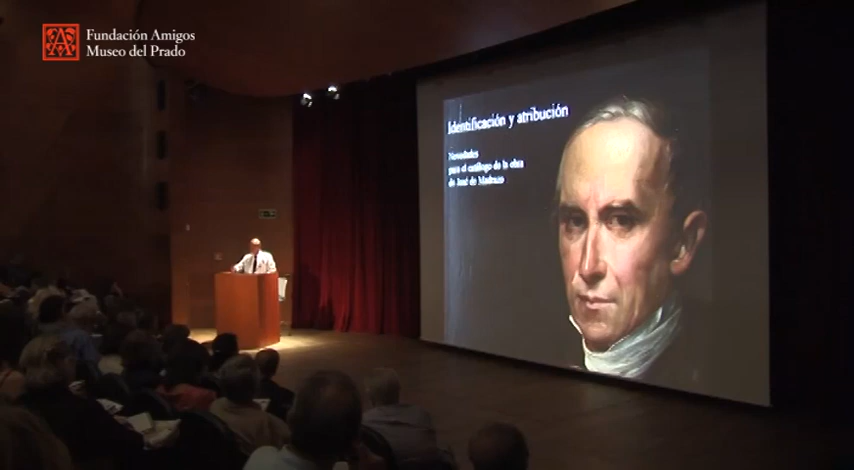 Fundación Amigos
Museo del Prado
Identificación y atribución
Novedades
para el catálogo de la obra
de José de Madrazo